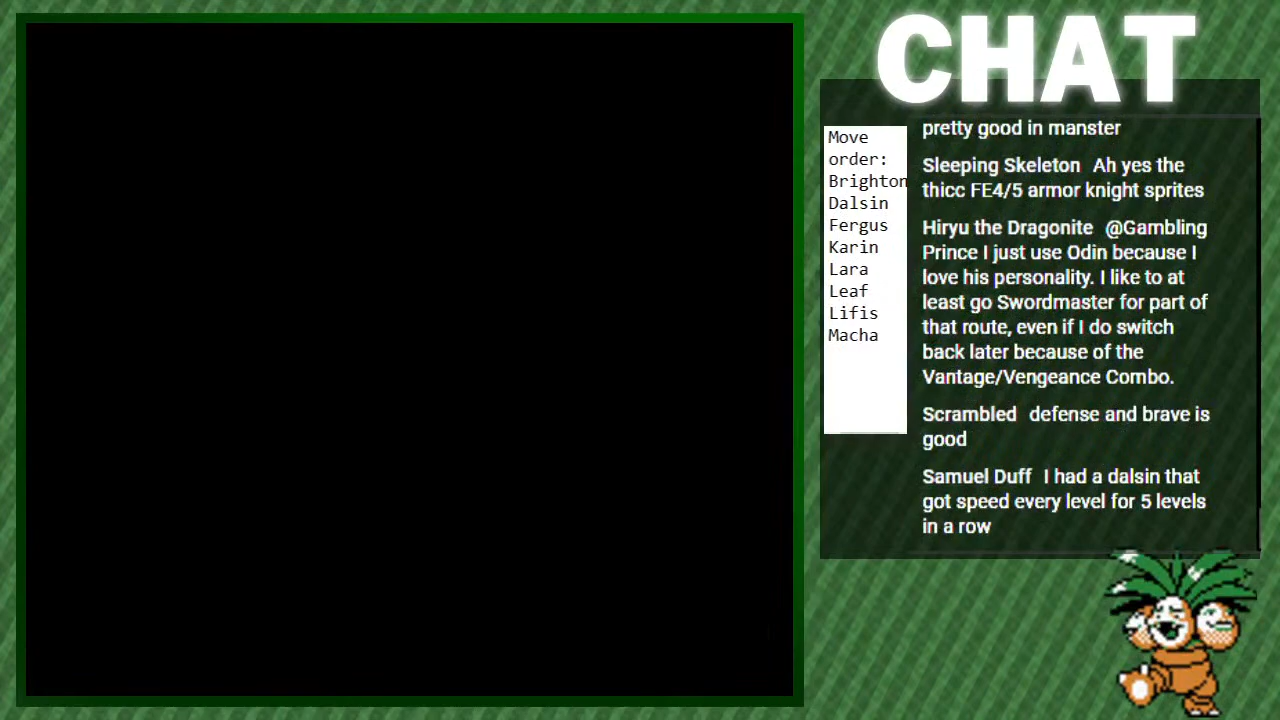 CHAT
Move
order:
Brighton
Dalsin
Fergus
Karin
Lara
Leaf
Lifis
Macha
pretty good in manster
Sleeping Skeleton Ah yes the
thicc FE4/5 armor knight sprites
Hiryu the Dragonite @Gambling
Prince I just use Odin because I
love his personality. I like to at
least go Swordmaster for part of
that route, even if I do switch
back later because of the
Vantage/Vengeance Combo.
Scrambled defense and brave is
good
Samuel Duff I had a dalsin that
got speed every level for 5 levels
in a row